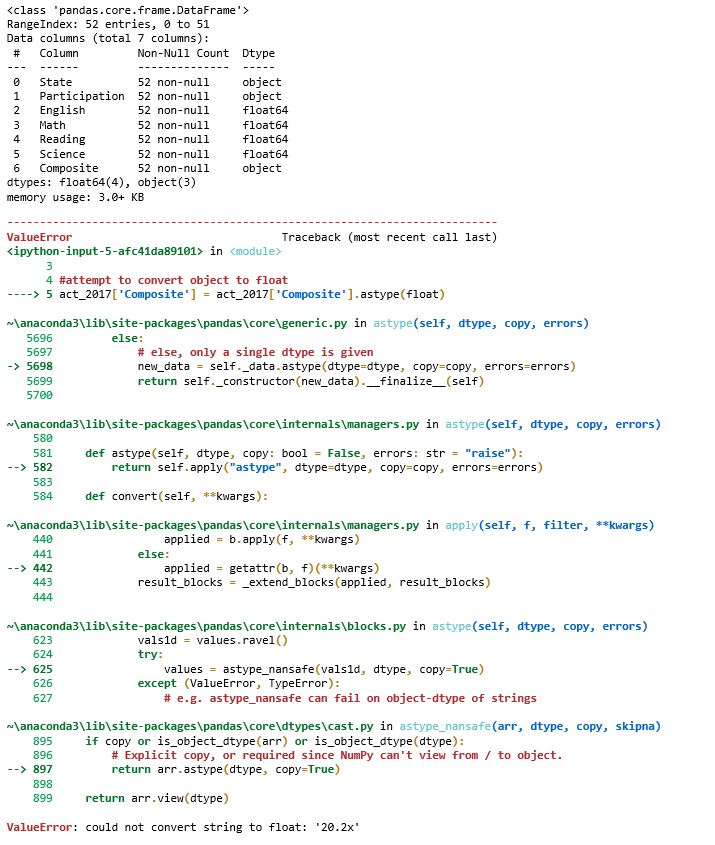 <class 'pandas.core.frame.DataFrame'>
RangeIndex: 52 entries, 0 to 51
Data columns (total 7 columns):
 #   Column         Non-Null Count  Dtype
---  ------         --------------  -----
 0   State          52 non-null     object
 1   Participation  52 non-null     object
 2   English        52 non-null     float64
 3   Math           52 non-null     float64
 4   Reading        52 non-null     float64
 5   Science        52 non-null     float64
 6   Composite      52 non-null     object
dtypes: float64(4), object(3)
memory usage: 3.0+ KB
---------------------------------------------------------------------------
ValueError                                Traceback (most recent call last)
<ipython-input-5-afc41da89101> in <module>
      3
      4 #attempt to convert object to float
----> 5 act_2017['Composite'] = act_2017['Composite'].astype(float)
~\anaconda3\lib\site-packages\pandas\core\generic.py in astype(self, dtype, copy, errors)
   5696         else:
   5697             # else, only a single dtype is given
-> 5698             new_data = self._data.astype(dtype=dtype, copy=copy, errors=errors)
   5699             return self._constructor(new_data).__finalize__(self)
   5700
~\anaconda3\lib\site-packages\pandas\core\internals\managers.py in astype(self, dtype, copy, errors)
    580
    581     def astype(self, dtype, copy: bool = False, errors: str = "raise"):
--> 582         return self.apply("astype", dtype=dtype, copy=copy, errors=errors)
    583
    584     def convert(self, **kwargs):
~\anaconda3\lib\site-packages\pandas\core\internals\managers.py in apply(self, f, filter, **kwargs)
    440                 applied = b.apply(f, **kwargs)
    441             else:
--> 442                 applied = getattr(b, f)(**kwargs)
    443             result_blocks = _extend_blocks(applied, result_blocks)
    444
~\anaconda3\lib\site-packages\pandas\core\internals\blocks.py in astype(self, dtype, copy, errors)
    623             vals1d = values.ravel()
    624             try:
--> 625                 values = astype_nansafe(vals1d, dtype, copy=True)
    626             except (ValueError, TypeError):
    627                 # e.g. astype_nansafe can fail on object-dtype of strings
~\anaconda3\lib\site-packages\pandas\core\dtypes\cast.py in astype_nansafe(arr, dtype, copy, skipna)
    895     if copy or is_object_dtype(arr) or is_object_dtype(dtype):
    896         # Explicit copy, or required since NumPy can't view from / to object.
--> 897         return arr.astype(dtype, copy=True)
    898
    899     return arr.view(dtype)
ValueError: could not convert string to float: '20.2x'